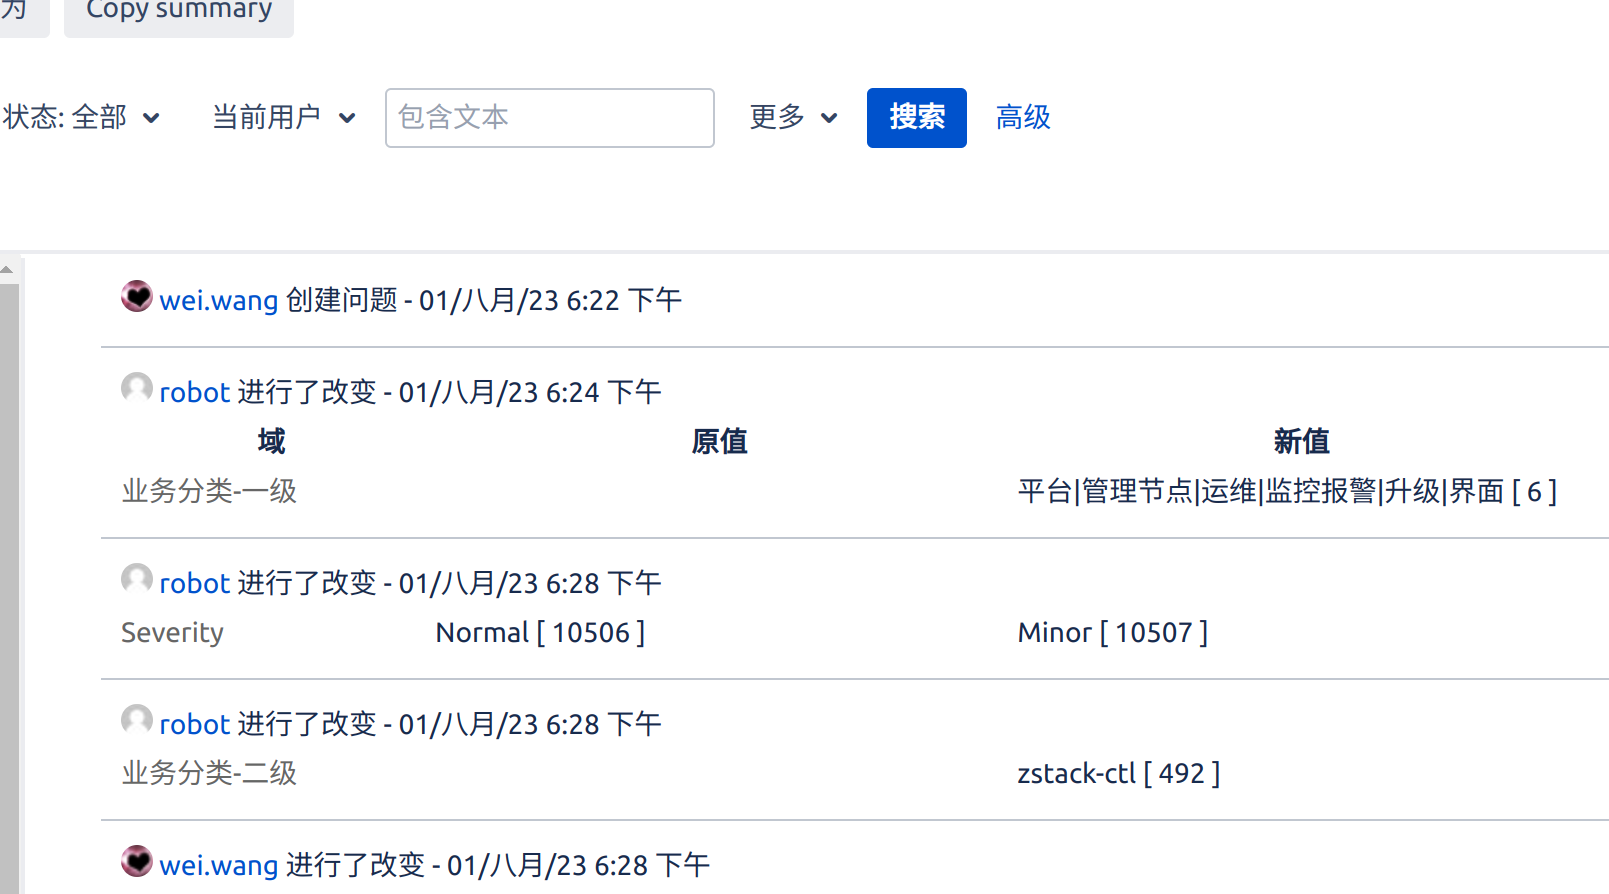 为 Copy summary
状态: 全部 当前用户 包含文本 更多 搜索 高级
wei.wang 创建问题 - 01/八月/23 6:22 下午
robot 进行了改变 - 01/八月/23 6:24 下午
域 原值 新值
业务分类-一级 平台|管理节点|运维|监控报警|升级|界面 [ 6 ]
robot 进行了改变 - 01/八月/23 6:28 下午
Severity Normal [ 10506 ] Minor [ 10507 ]
robot 进行了改变 - 01/八月/23 6:28 下午
业务分类-二级 zstack-ctl [ 492 ]
wei.wang 进行了改变 - 01/八月/23 6:28 下午